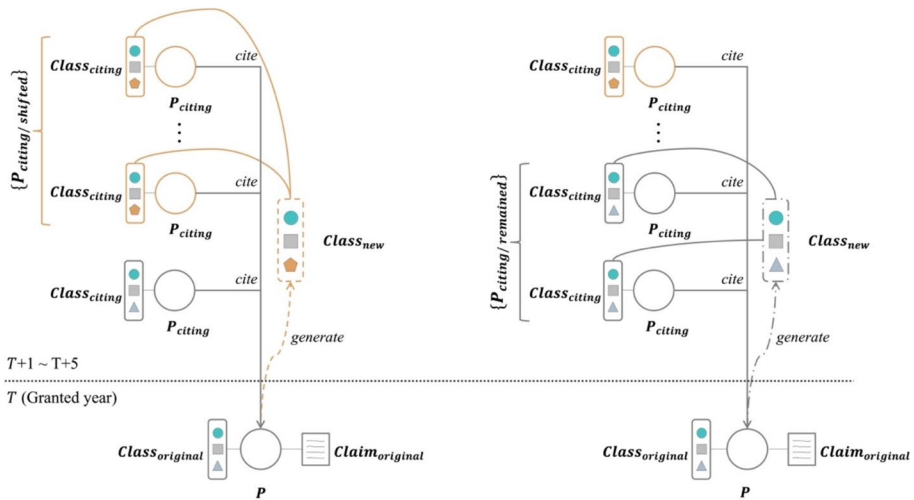 Class_citing
cite
P_citing
⋮
{P_citing/shifted}
Class_citing
cite
P_citing
Class_new
Class_citing
cite
P_citing
generate
Class_citing
cite
P_citing
⋮
{P_citing/remained}
Class_citing
cite
P_citing
Class_new
Class_citing
cite
P_citing
generate
T+1 ~ T+5
T (Granted year)
Class_original
Claim_original
P
Class_original
Claim_original
P